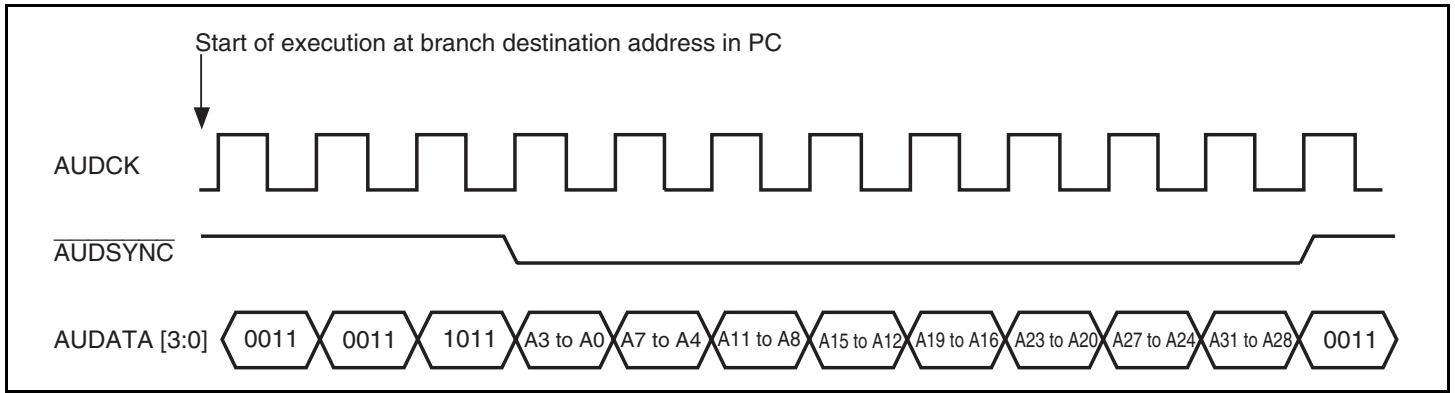 Start of execution at branch destination address in PC
AUDCK
AUDSYNC
AUDATA [3:0] 0011 0011 1011 A3 to A0 A7 to A4 A11 to A8 A15 to A12 A19 to A16 A23 to A20 A27 to A24 A31 to A28 0011